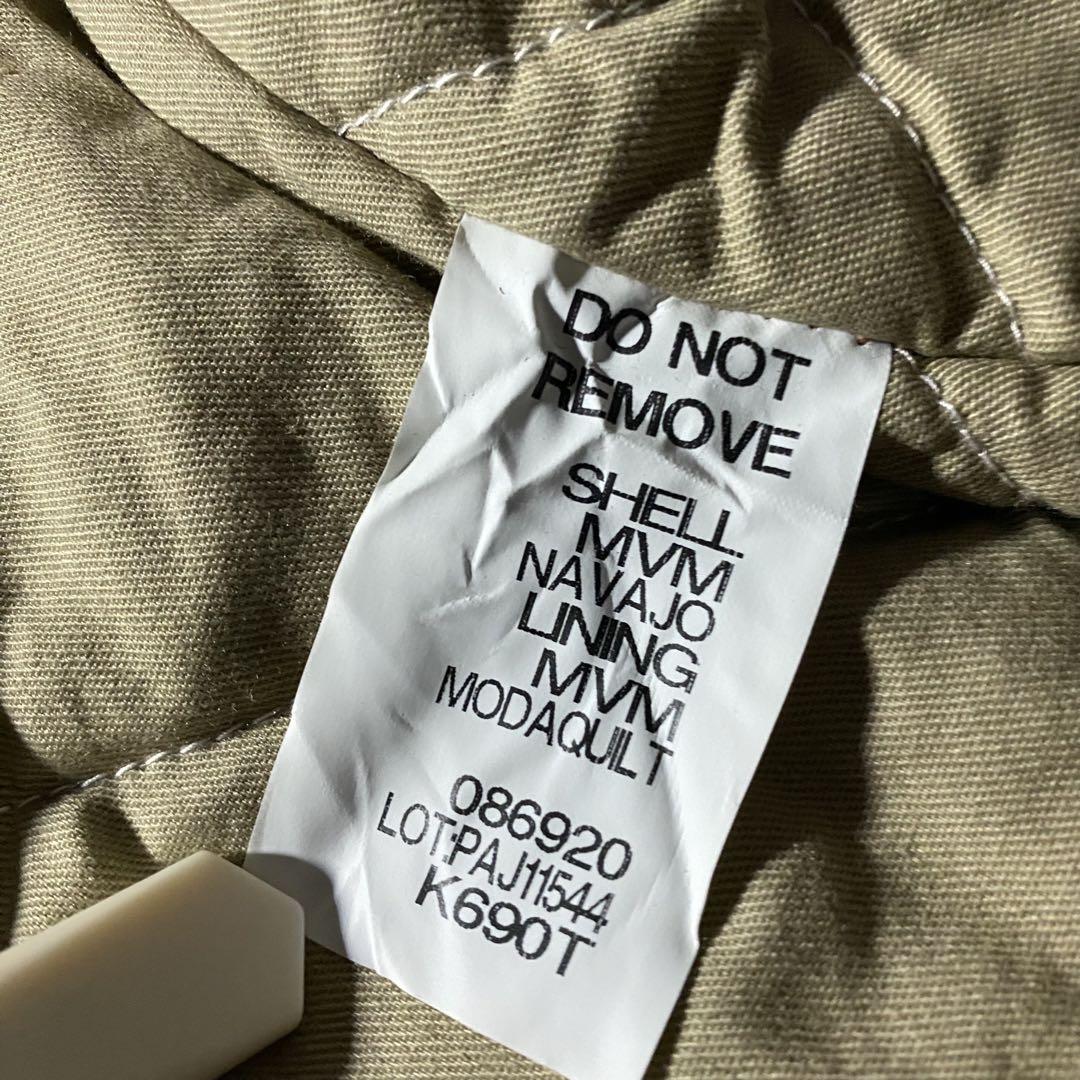 DO NOT
REMOVE
SHELL.
MVM
NAVAJO
LINING
MVM
MODAQUILT
086920
LOT:PAJ11544
K690T